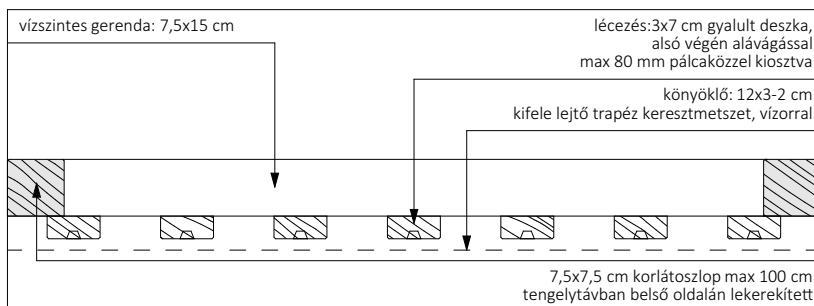 vízszintes gerenda: 7,5x15 cm
lécezés:3x7 cm gyalult deszka,
alsó végén alávágással
max 80 mm pálcaközzel kiosztva
könyöklő: 12x3-2 cm
kifele lejtő trapéz keresztmetszet, vízorral
7,5x7,5 cm korlátoszlop max 100 cm
tengelytávban belső oldalán lekerekített